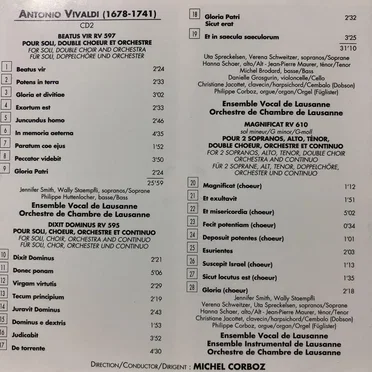 ANTONIO VIVALDI (1678-1741)
CD2
BEATUS VIR RV 597
POUR SOLI, DOUBLE CHOEUR ET ORCHESTRE
FOR SOLI, DOUBLE CHOIR AND ORCHESTRA
FÜR SOLI, DOPPELCHÖRE UND ORCHESTER
1 Beatus vir 2'24
2 Potens in terra 2'33
3 Gloria et divitiae 3'02
4 Exortum est 2'33
5 Jucundus homo 2'46
6 In memoria aeterna 4'35
7 Paratum coe ejus 1'52
8 Peccator videbit 3'50
9 Gloria Patri 2'24
25'59
Jennifer Smith, Wally Staempfli, sopranos/Soprane
Philippe Huttenlocher, basse/Bass
Ensemble Vocal de Lausanne
Orchestre de Chambre de Lausanne
DIXIT DOMINUS RV 595
POUR SOLI, CHOEUR, ORCHESTRE ET CONTINUO
FOR SOLI, CHOIR, ORCHESTRA AND CONTINUO
FÜR SOLI, CHOR, ORCHESTER UND CONTINUO
10 Dixit Dominus 2'21
11 Donec ponam 5'06
12 Virgam virtutis 2'29
13 Tecum principium 2'19
14 Juravit Dominus 2'43
15 Dominus e dextris 1'53
16 Judicabit 3'52
17 De torrente 4'30
18 Gloria Patri 2'32
Sicut erat
19 Et in saecula saeculorum 3'25
31'10
Uta Spreckelsen, Verena Schweitzer, sopranos/Soprane
Hanna Schaer, alto/Alt - Jean-Pierre Maurer, ténor/Tenor
Michel Brodard, basse/Bass
Danielle Grosgurin, violoncelle/Cello
Christiane Jacottet, clavecin/harpsichord/Cembalo (Dobson)
Philippe Corboz, orgue/organ/Orgel (Füglister)
Ensemble Vocal de Lausanne
Orchestre de Chambre de Lausanne
MAGNIFICAT RV 610
sol mineur/G minor/G-moll
POUR 2 SOPRANI, ALTO, TÉNOR,
DOUBLE CHOEUR, ORCHESTRE ET CONTINUO
FOR 2 SOPRANOS, ALTO, TENOR, DOUBLE CHOIR
ORCHESTRA AND CONTINUO
FÜR 2 SOPRANE, ALT, TENOR, DOPPELCHÖRE,
ORCHESTER UND CONTINUO
20 Magnificat (choeur) 1'12
21 Et exultavit 1'51
22 Et misericordia (choeur) 5'02
23 Fecit potentiam (choeur) 0'34
24 Deposuit potentes (choeur) 1'01
25 Esurientes 2'03
26 Suscepit Israel (choeur) 1'13
27 Sicut locutus est 1'35
28 Gloria (choeur) 2'18
Jennifer Smith, Wally Staempfli,
Verena Schweitzer, Uta Spreckelsen, sopranos/Soprane
Hanna Schaer, alto/Alt - Jean-Pierre Maurer, ténor/Tenor
Christiane Jacottet, clavecin/harpsichord/Cembalo (Dobson)
Philippe Corboz, orgue/organ/Orgel (Füglister)
Ensemble Vocal de Lausanne
Ensemble Instrumental de Lausanne
Orchestre de Chambre de Lausanne
DIRECTION/CONDUCTOR/DIRIGENT : MICHEL CORBOZ